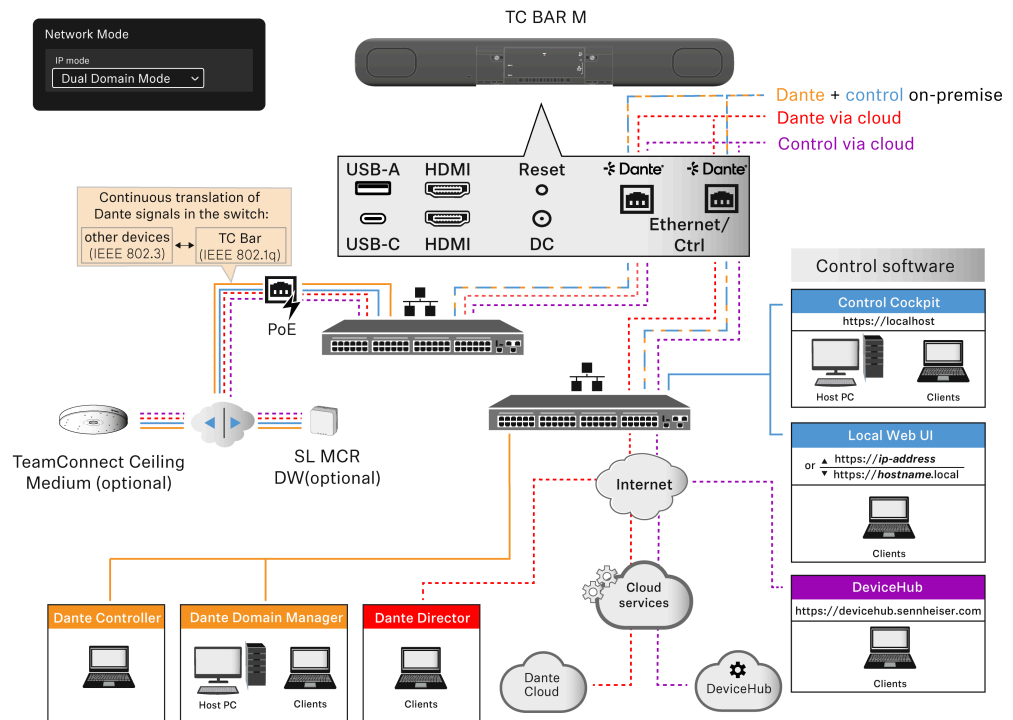 TC BAR M
Network Mode
IP mode
Dual Domain Mode
Dante + control on-premise
Dante via cloud
Control via cloud
USB-A
HDMI
Reset
Dante
Dante
USB-C
HDMI
DC
Ethernet/
Ctrl
Continuous translation of
Dante signals in the switch:
other devices
(IEEE 802.3)
TC Bar
(IEEE 802.1q)
PoE
Control software
Control Cockpit
https://localhost
Host PC
Clients
TeamConnect Ceiling
Medium (optional)
SL MCR
DW(optional)
Local Web UI
or
https://ip-address
https://hostname.local
Clients
Internet
Cloud
services
DeviceHub
https://devicehub.sennheiser.com
Clients
Dante Controller
Dante Domain Manager
Host PC
Clients
Dante Director
Clients
Dante
Cloud
DeviceHub